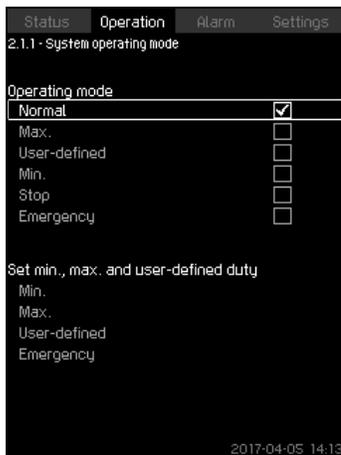 Status Operation Alarm Settings
2.1.1 - System operating mode
Operating mode
Normal
Max.
User-defined
Min.
Stop
Emergency
Set min., max. and user-defined duty
Min.
Max.
User-defined
Emergency
2017-04-05 14:13